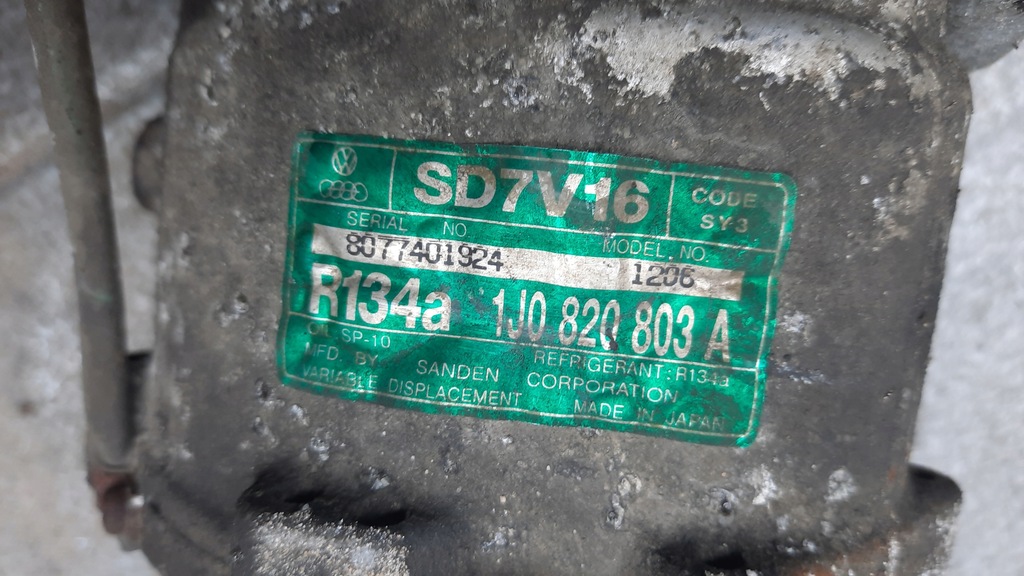 SD7V16
CODE
SY3
SERIAL NO
MODEL. NO.
8077401924
1206
R134a 1J0 820 803 A
OIL SP-10
REFRIGERANT: R134a
MFD. BY SANDEN CORPORATION
VARIABLE DISPLACEMENT
MADE IN JAPAN